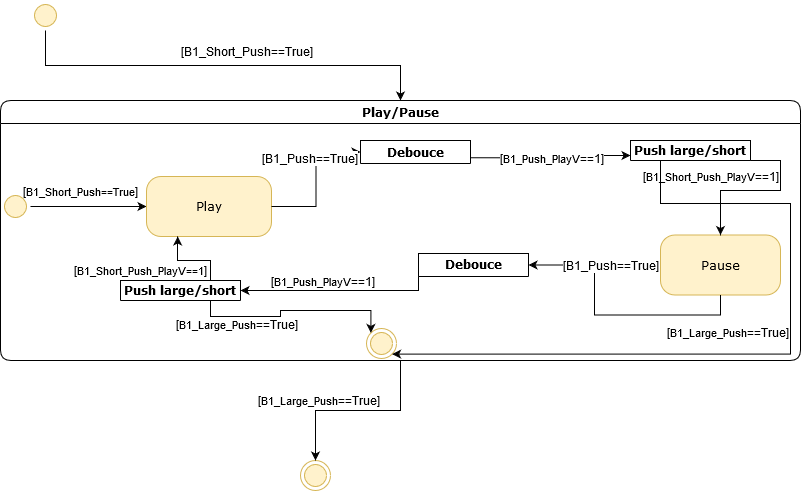 [B1_Short_Push==True]
Play/Pause
[B1_Push==True]
Debouce
[B1_Push_PlayV==1]
Push large/short
[B1_Short_Push_PlayV==1]
[B1_Short_Push==True]
Play
[B1_Short_Push_PlayV==1]
Push large/short
[B1_Push_PlayV==1]
Debouce
[B1_Push==True]
Pause
[B1_Large_Push==True]
[B1_Large_Push==True]
[B1_Large_Push==True]